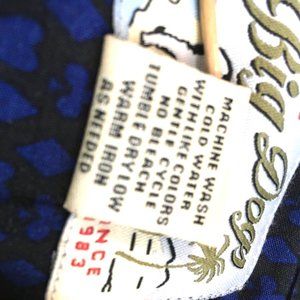 Big Dogs
MACHINE WASH
COLD WATER
WITH LIKE COLORS
GENTLE CYCLE
NO BLEACH
TUMBLE DRY LOW
WARM IRON
AS NEEDED
SINCE
1983